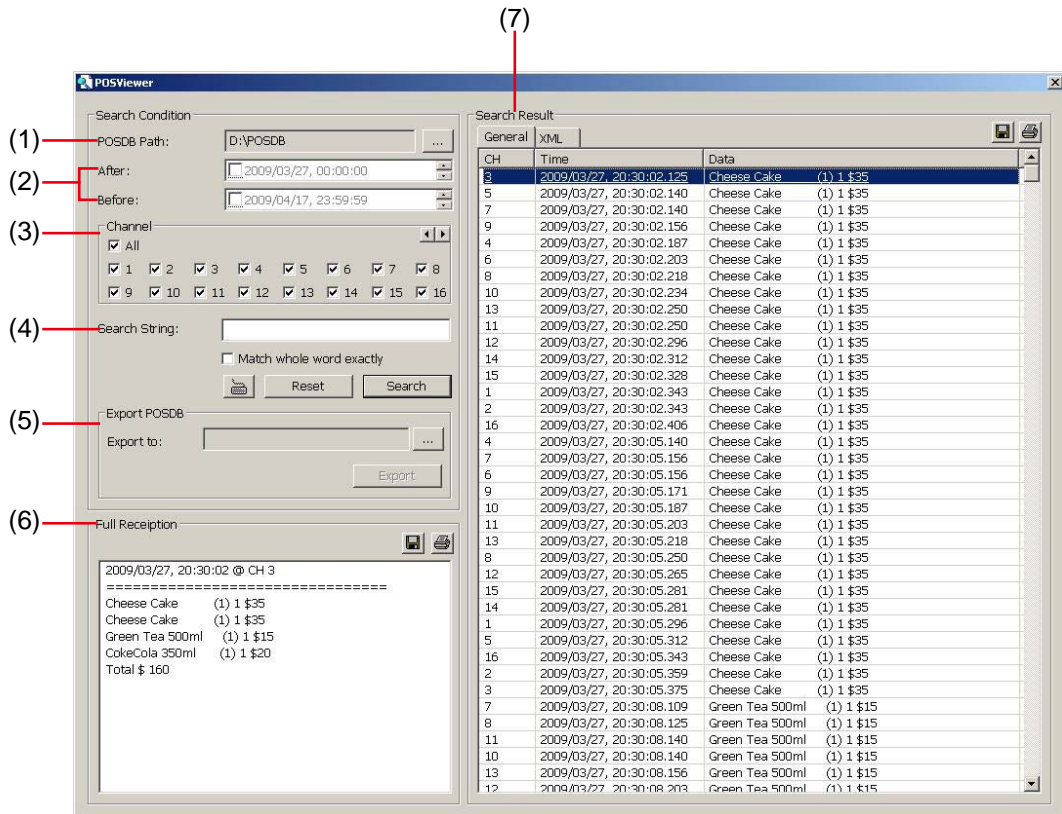 (7)
POSViewer
Search Condition
(1)
POSDB Path:
D:\POSDB
...
(2)
After:
2009/03/27, 00:00:00
Before:
2009/04/17, 23:59:59
(3)
Channel
All
1 2 3 4 5 6 7 8
9 10 11 12 13 14 15 16
(4)
Search String:
Match whole word exactly
Reset
Search
(5)
Export POSDB
Export to:
...
Export
(6)
Full Receiption
2009/03/27, 20:30:02 @ CH 3
================================
Cheese Cake (1) 1 $35
Cheese Cake (1) 1 $35
Green Tea 500ml (1) 1 $15
CokeCola 350ml (1) 1 $20
Total $ 160
Search Result
General XML
CH Time Data
3 2009/03/27, 20:30:02.125 Cheese Cake (1) 1 $35
5 2009/03/27, 20:30:02.140 Cheese Cake (1) 1 $35
7 2009/03/27, 20:30:02.140 Cheese Cake (1) 1 $35
9 2009/03/27, 20:30:02.156 Cheese Cake (1) 1 $35
4 2009/03/27, 20:30:02.187 Cheese Cake (1) 1 $35
6 2009/03/27, 20:30:02.203 Cheese Cake (1) 1 $35
8 2009/03/27, 20:30:02.218 Cheese Cake (1) 1 $35
10 2009/03/27, 20:30:02.234 Cheese Cake (1) 1 $35
13 2009/03/27, 20:30:02.250 Cheese Cake (1) 1 $35
11 2009/03/27, 20:30:02.250 Cheese Cake (1) 1 $35
12 2009/03/27, 20:30:02.296 Cheese Cake (1) 1 $35
14 2009/03/27, 20:30:02.312 Cheese Cake (1) 1 $35
15 2009/03/27, 20:30:02.328 Cheese Cake (1) 1 $35
1 2009/03/27, 20:30:02.343 Cheese Cake (1) 1 $35
2 2009/03/27, 20:30:02.343 Cheese Cake (1) 1 $35
16 2009/03/27, 20:30:02.406 Cheese Cake (1) 1 $35
4 2009/03/27, 20:30:05.140 Cheese Cake (1) 1 $35
7 2009/03/27, 20:30:05.156 Cheese Cake (1) 1 $35
6 2009/03/27, 20:30:05.156 Cheese Cake (1) 1 $35
9 2009/03/27, 20:30:05.171 Cheese Cake (1) 1 $35
10 2009/03/27, 20:30:05.187 Cheese Cake (1) 1 $35
11 2009/03/27, 20:30:05.203 Cheese Cake (1) 1 $35
13 2009/03/27, 20:30:05.218 Cheese Cake (1) 1 $35
8 2009/03/27, 20:30:05.250 Cheese Cake (1) 1 $35
12 2009/03/27, 20:30:05.265 Cheese Cake (1) 1 $35
15 2009/03/27, 20:30:05.281 Cheese Cake (1) 1 $35
14 2009/03/27, 20:30:05.281 Cheese Cake (1) 1 $35
1 2009/03/27, 20:30:05.296 Cheese Cake (1) 1 $35
5 2009/03/27, 20:30:05.312 Cheese Cake (1) 1 $35
16 2009/03/27, 20:30:05.343 Cheese Cake (1) 1 $35
2 2009/03/27, 20:30:05.359 Cheese Cake (1) 1 $35
3 2009/03/27, 20:30:05.375 Cheese Cake (1) 1 $35
7 2009/03/27, 20:30:08.109 Green Tea 500ml (1) 1 $15
8 2009/03/27, 20:30:08.125 Green Tea 500ml (1) 1 $15
11 2009/03/27, 20:30:08.140 Green Tea 500ml (1) 1 $15
10 2009/03/27, 20:30:08.140 Green Tea 500ml (1) 1 $15
13 2009/03/27, 20:30:08.156 Green Tea 500ml (1) 1 $15
12 2009/03/27, 20:30:08.203 Green Tea 500ml (1) 1 $15